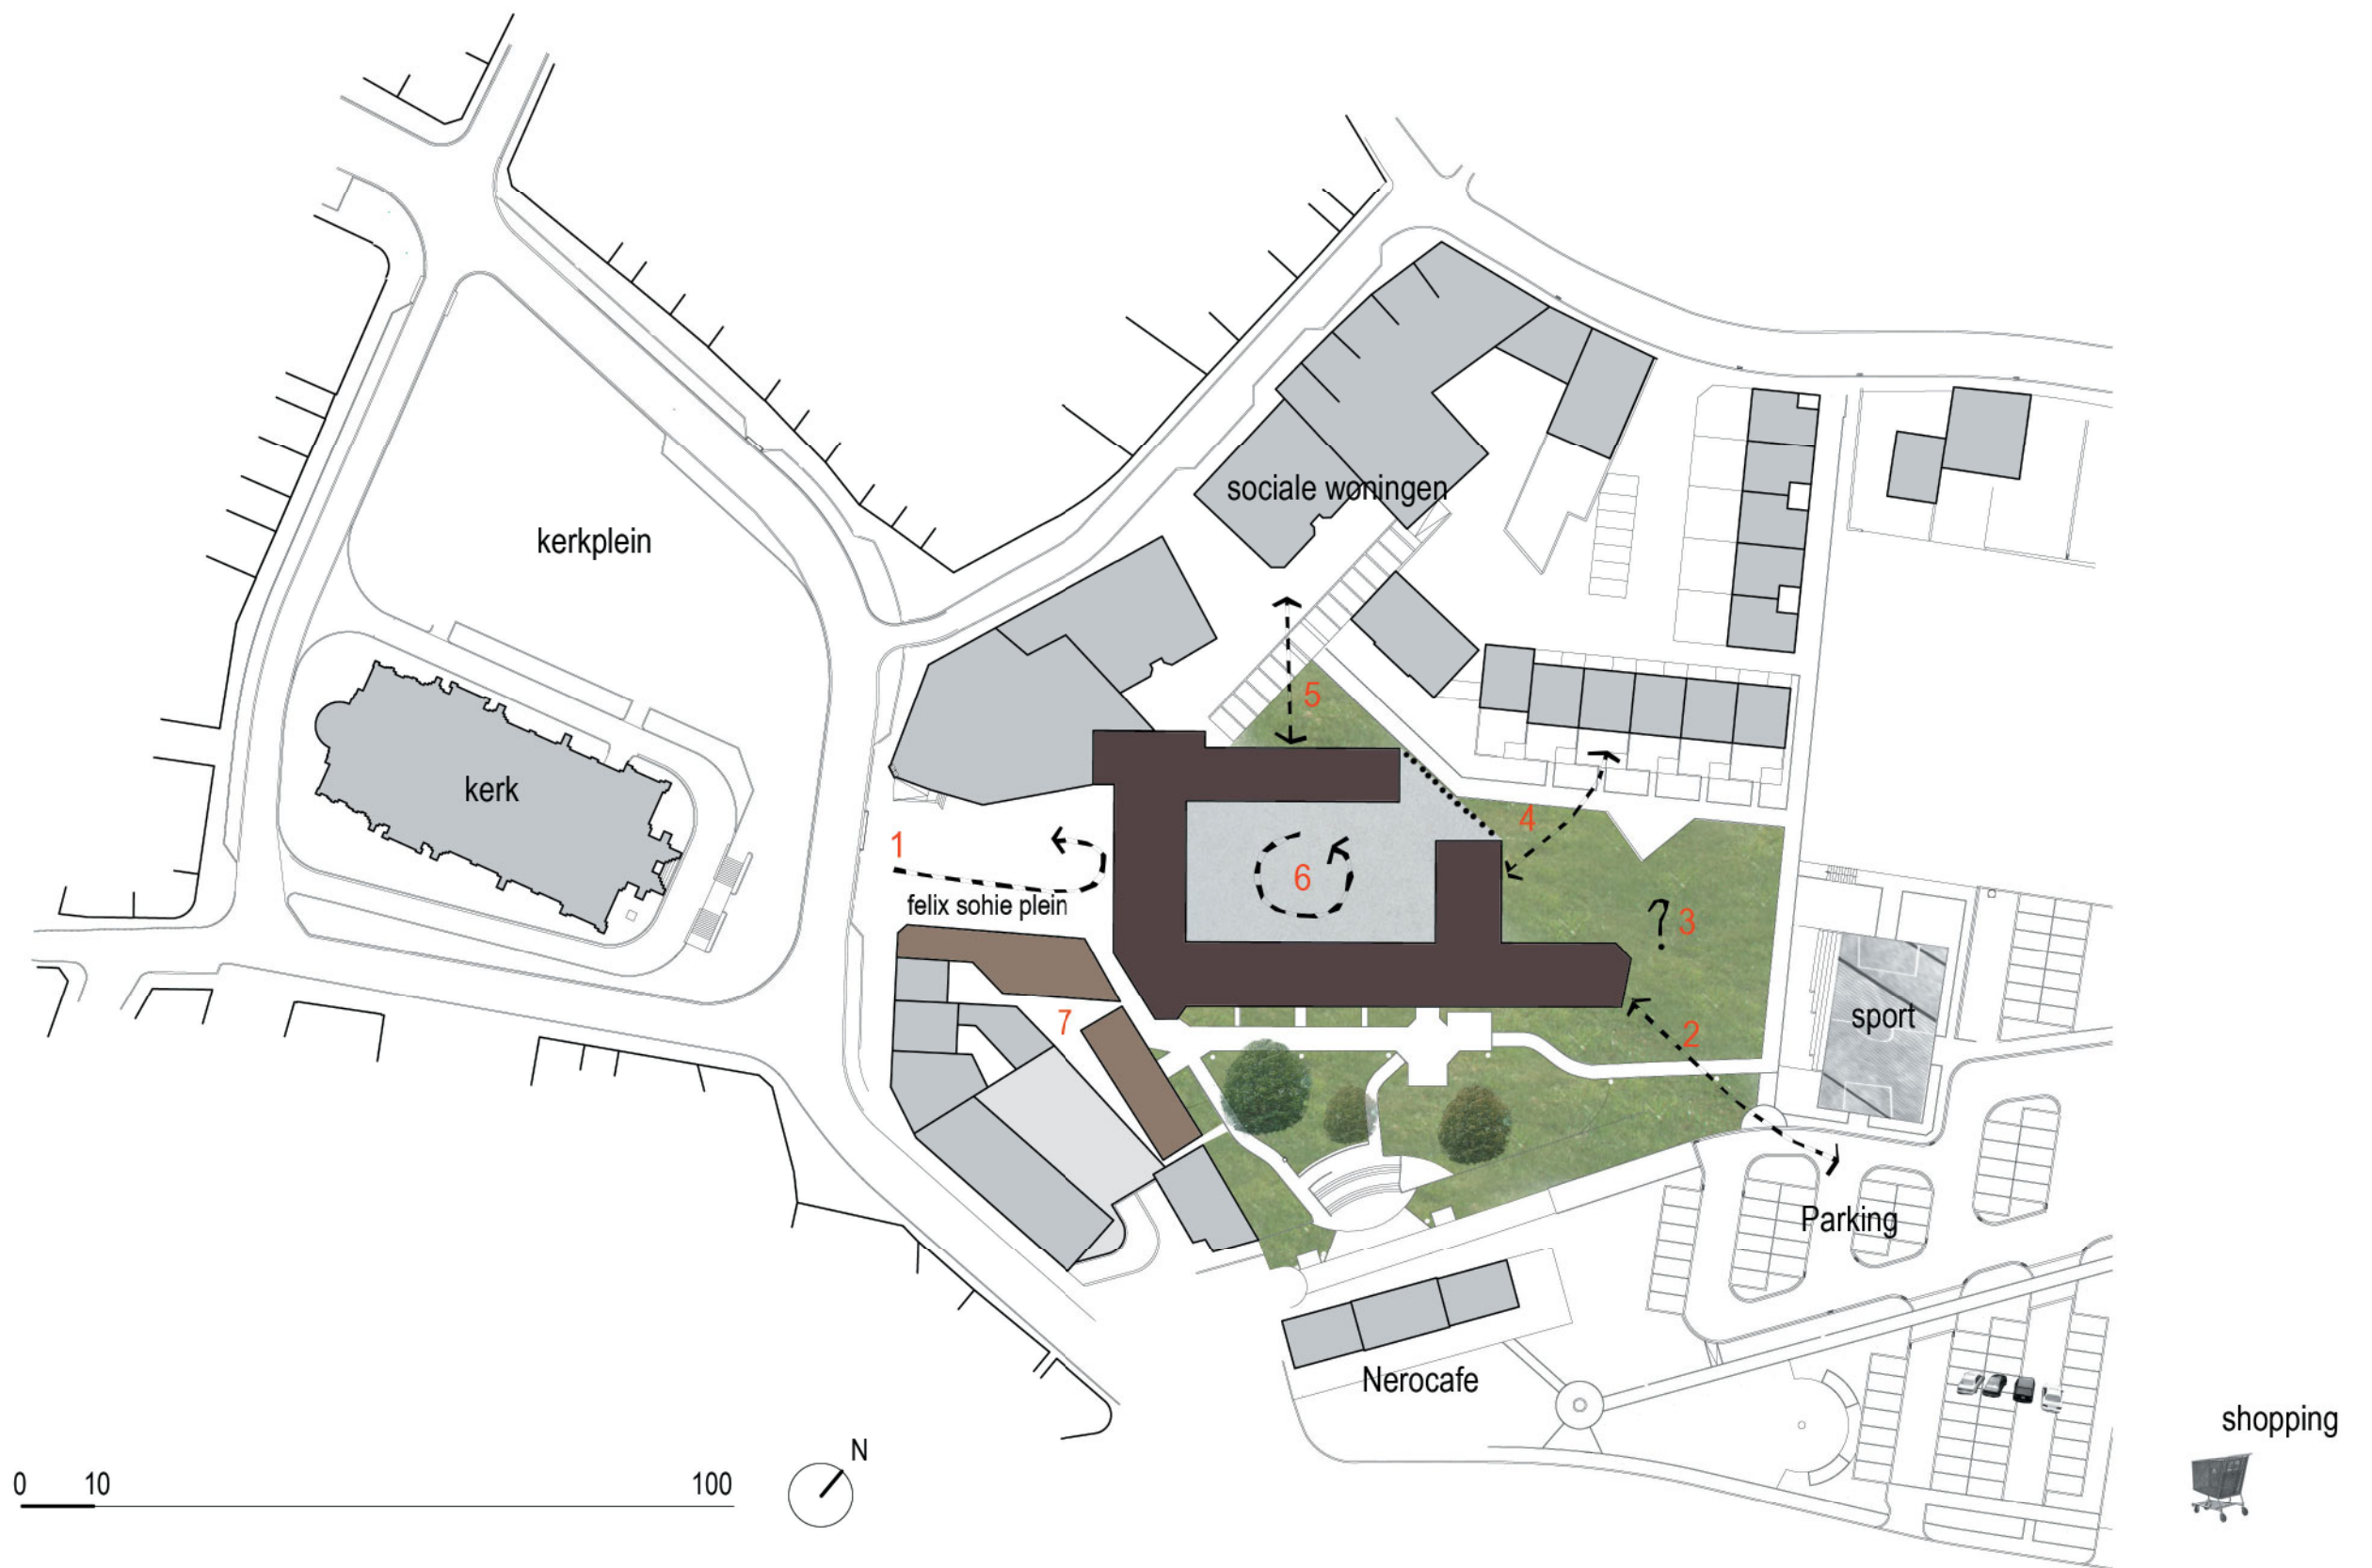 sociale woningen
kerkplein
5
kerk
1
4
6
felix sohie plein
? 3
7
2
sport
Parking
Nerocafe
shopping
N
0 10 100